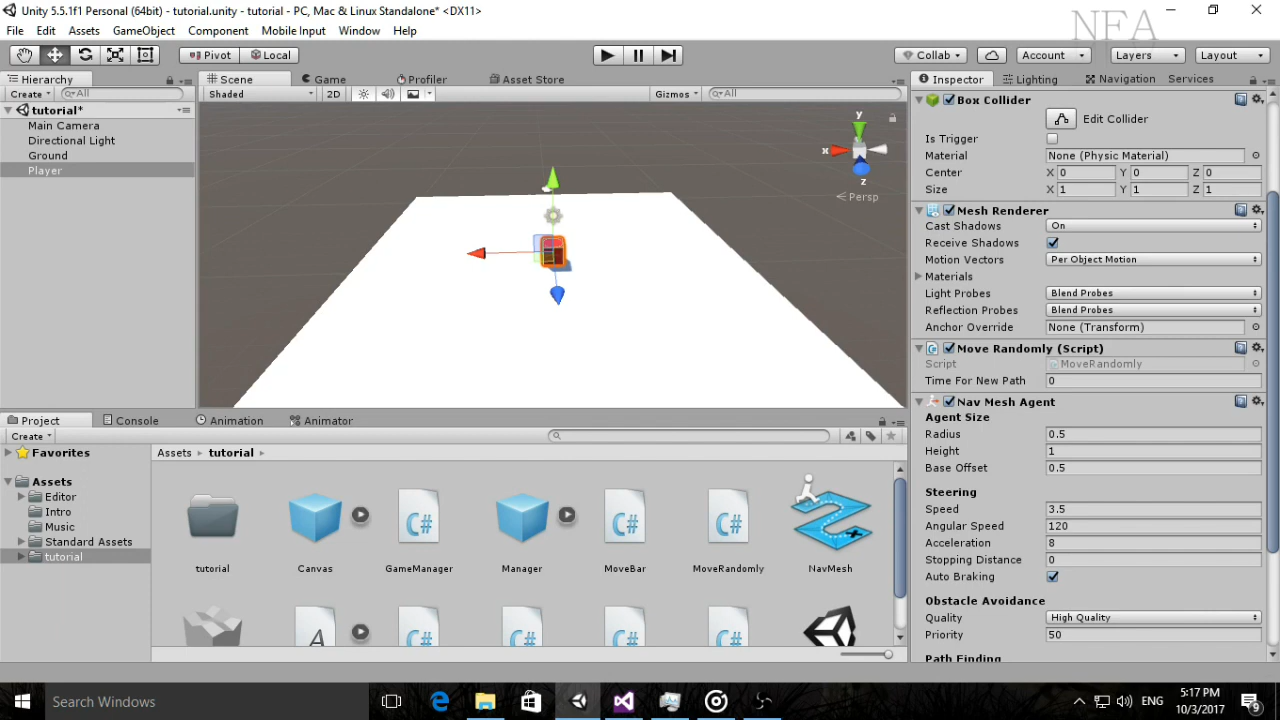 Unity 5.5.1f1 Personal (64bit) - tutorial.unity - tutorial - PC, Mac & Linux Standalone* <DX11>
NFA
File Edit Assets GameObject Component Mobile Input Window Help
Pivot Local Collab Account Layers Layout
Hierarchy Scene Game Profiler Asset Store Inspector Lighting Navigation Services
Create All Shaded 2D Gizmos All
tutorial*
Main Camera
Directional Light
Ground
Player
y
x
z
Persp
Box Collider
Edit Collider
Is Trigger
Material None (Physic Material)
Center X 0 Y 0 Z 0
Size X 1 Y 1 Z 1
Mesh Renderer
Cast Shadows On
Receive Shadows
Motion Vectors Per Object Motion
Materials
Light Probes Blend Probes
Reflection Probes Blend Probes
Anchor Override None (Transform)
Move Randomly (Script)
Script MoveRandomly
Time For New Path 0
Nav Mesh Agent
Agent Size
Radius 0.5
Height 1
Base Offset 0.5
Steering
Speed 3.5
Angular Speed 120
Acceleration 8
Stopping Distance 0
Auto Braking
Obstacle Avoidance
Quality High Quality
Priority 50
Path Finding
Project Console Animation Animator
Create
Favorites
Assets
Editor
Intro
Music
Standard Assets
tutorial
Assets tutorial
C# C# C# C#
tutorial Canvas GameManager Manager MoveBar MoveRandomly NavMesh
A C# C# C# C#
Search Windows
ENG
5:17 PM
10/3/2017
9